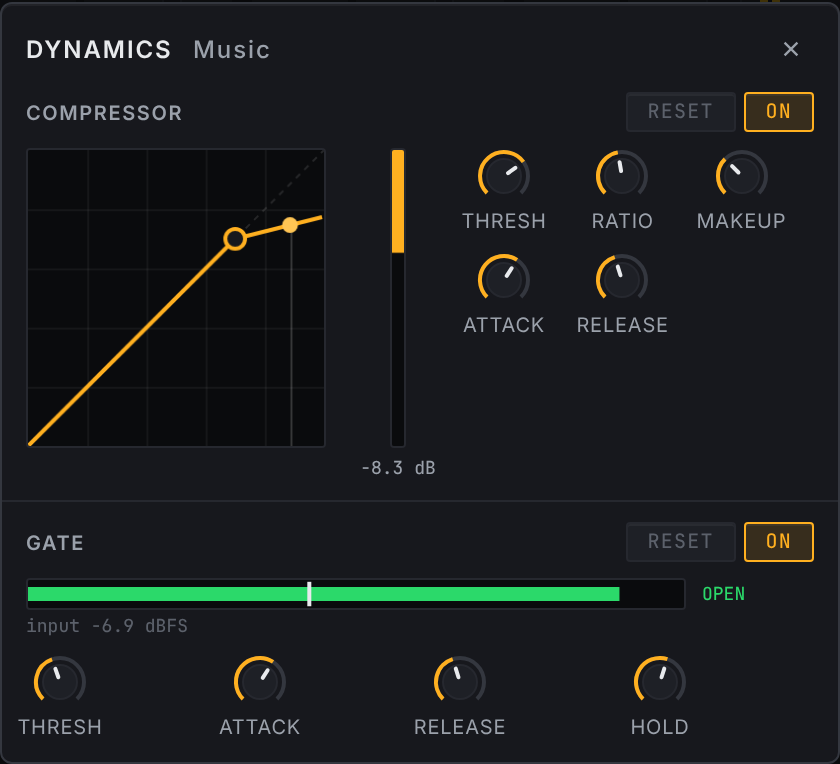 DYNAMICS Music ×
COMPRESSOR RESET ON
THRESH RATIO MAKEUP
ATTACK RELEASE
-8.3 dB
GATE RESET ON
OPEN
input -6.9 dBFS
THRESH ATTACK RELEASE HOLD